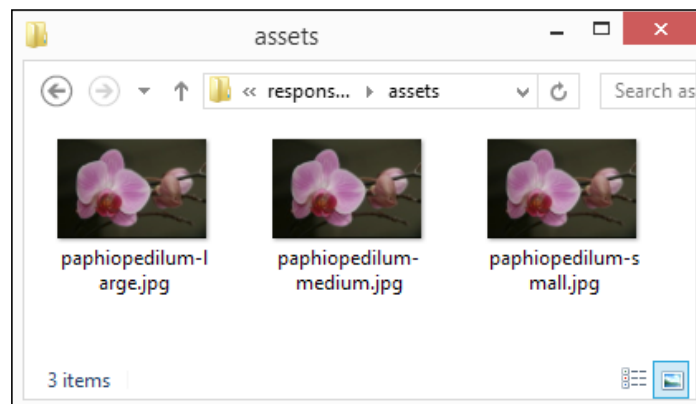 assets
respons... assets
Search as
paphiopedilum-l
arge.jpg
paphiopedilum-
medium.jpg
paphiopedilum-s
mall.jpg
3 items